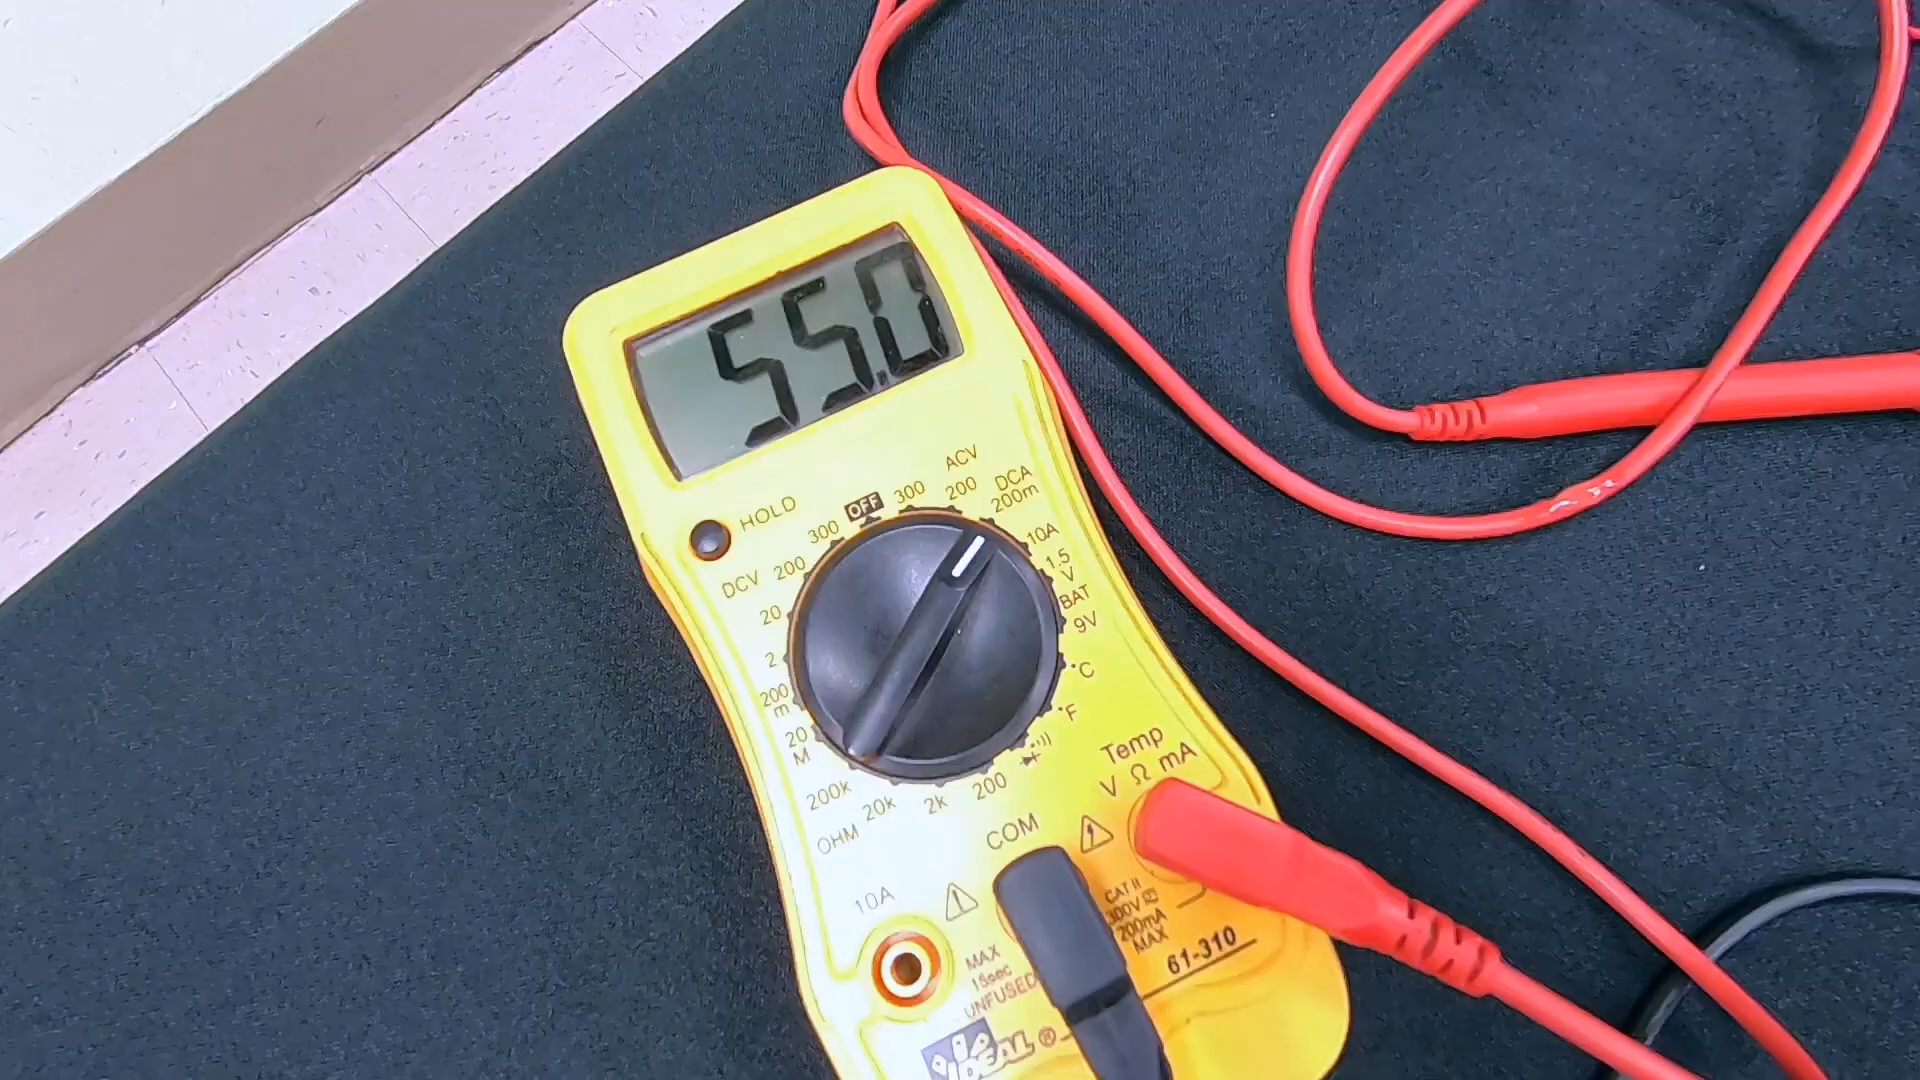 55.0
HOLD
OFF
300
ACV
200
DCA
200m
10A
1.5
V
BAT
9V
°C
°F
200
2k
20k
200k
OHM
20
M
200
m
2
20
DCV
200
300
Temp
V Ω mA
COM
10A
MAX
15sec
UNFUSED
CAT II
300V
200mA
MAX
61-310
IDEAL®